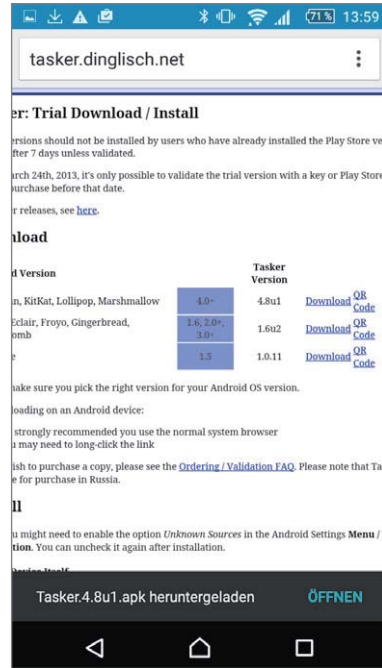 71% 13:59
tasker.dinglisch.net
er: Trial Download / Install
ersions should not be installed by users who have already installed the Play Store ve
fter 7 days unless validated.
arch 24th, 2013, it's only possible to validate the trial version with a key or Play Store
purchase before that date.
r releases, see here.
nload
d Version Tasker Version
n, KitKat, Lollipop, Marshmallow 4.0+ 4.8u1 Download QR Code
Eclair, Froyo, Gingerbread, omb 1.6, 2.0+, 3.0+ 1.6u2 Download QR Code
e 1.5 1.0.11 Download QR Code
make sure you pick the right version for your Android OS version.
loading on an Android device:
strongly recommended you use the normal system browser
u may need to long-click the link
ish to purchase a copy, please see the Ordering / Validation FAQ. Please note that Ta
e for purchase in Russia.
ll
u might need to enable the option Unknown Sources in the Android Settings Menu /
tion. You can uncheck it again after installation.
Tasker.4.8u1.apk heruntergeladen ÖFFNEN